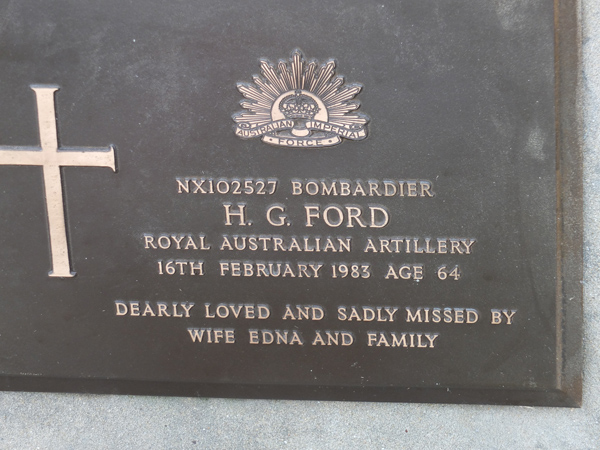 AUSTRALIAN IMPERIAL
FORCE
NX102527 BOMBARDIER
H. G. FORD
ROYAL AUSTRALIAN ARTILLERY
16TH FEBRUARY 1983 AGE 64
DEARLY LOVED AND SADLY MISSED BY
WIFE EDNA AND FAMILY